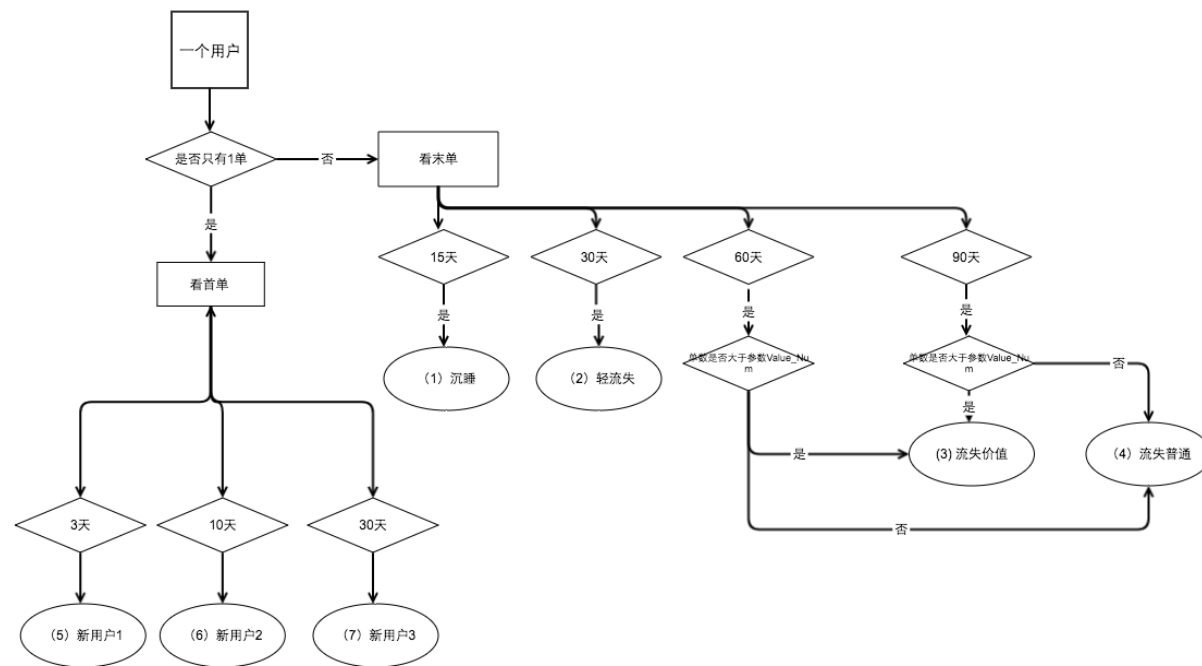 一个用户
是否只有1单
否
看末单
是
15天
30天
60天
90天
看首单
是
是
是
是
单数是否大于参数Value_Nu
m
单数是否大于参数Value_Nu
m
否
（1）沉睡
（2）轻流失
是
是
(3) 流失价值
（4）流失普通
3天
10天
30天
否
（5）新用户1
（6）新用户2
（7）新用户3